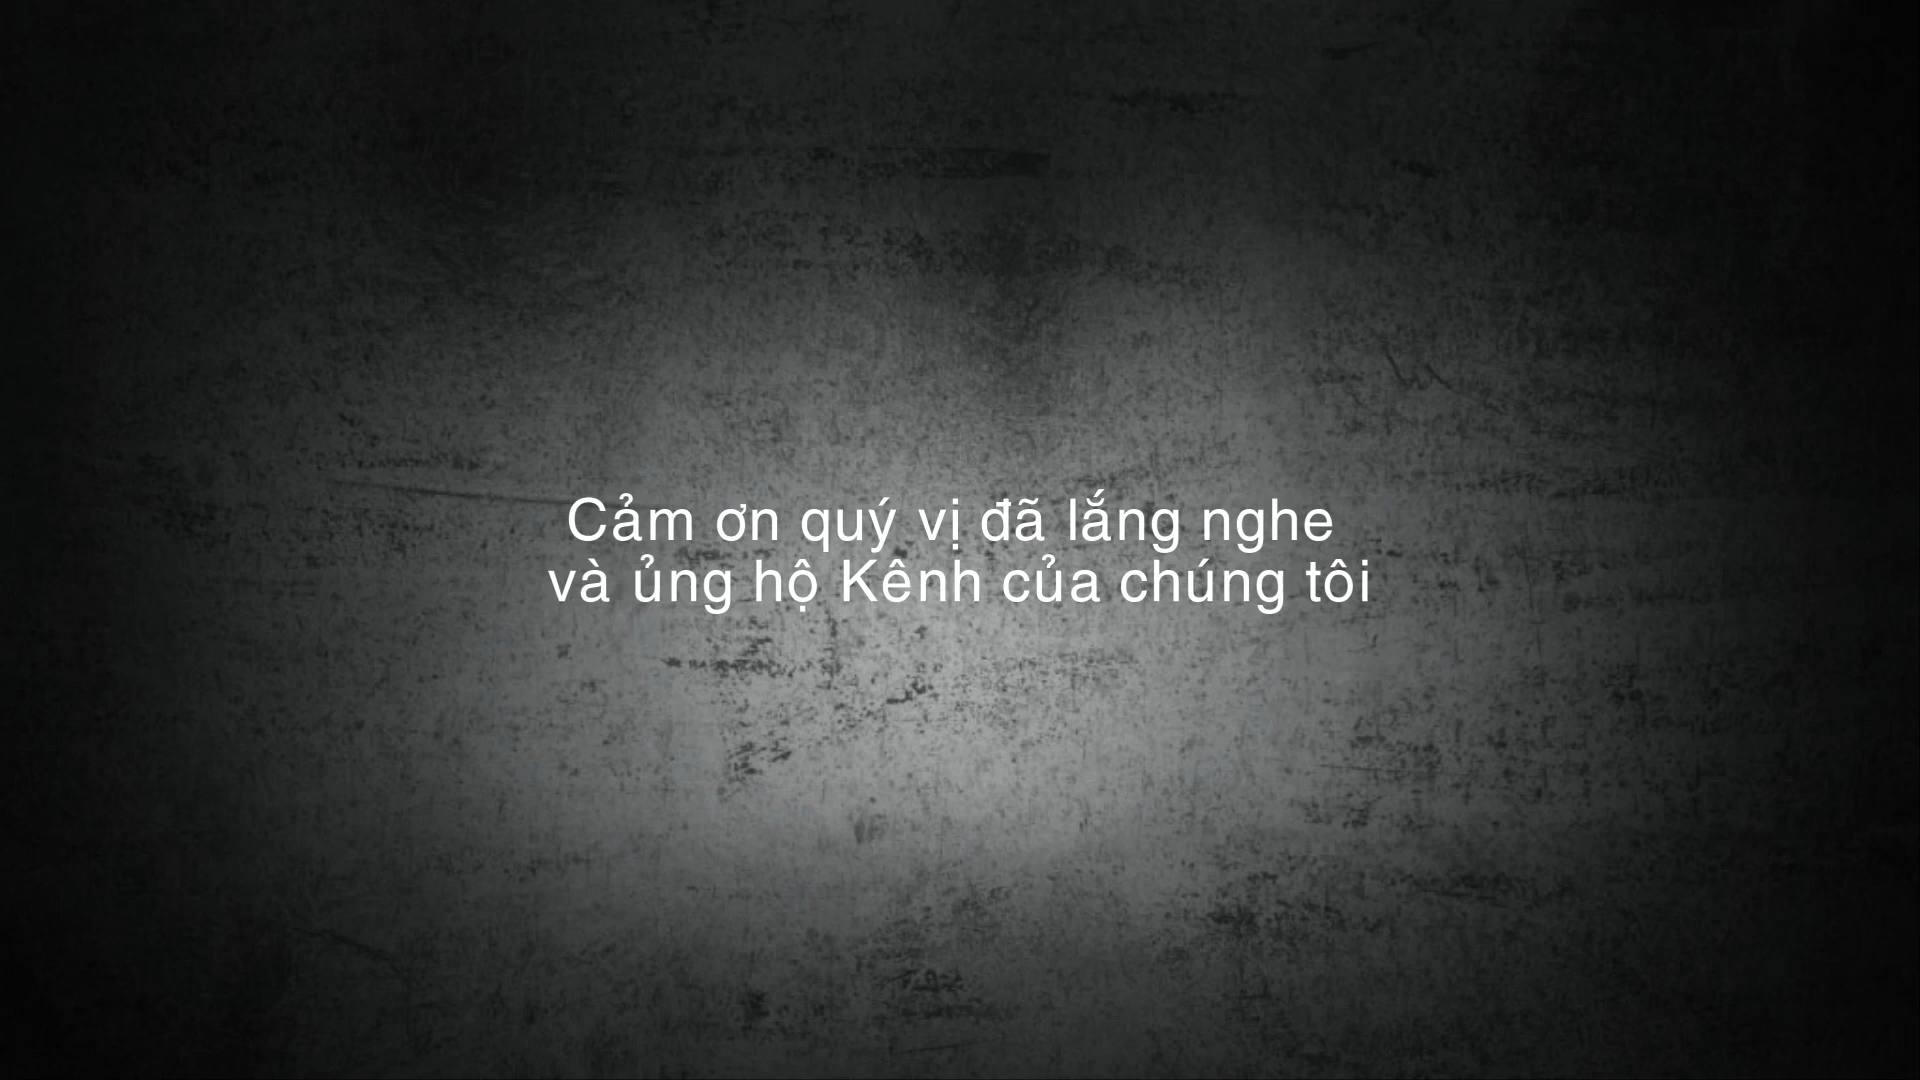 Cảm ơn quý vị đã lắng nghe
và ủng hộ Kênh của chúng tôi